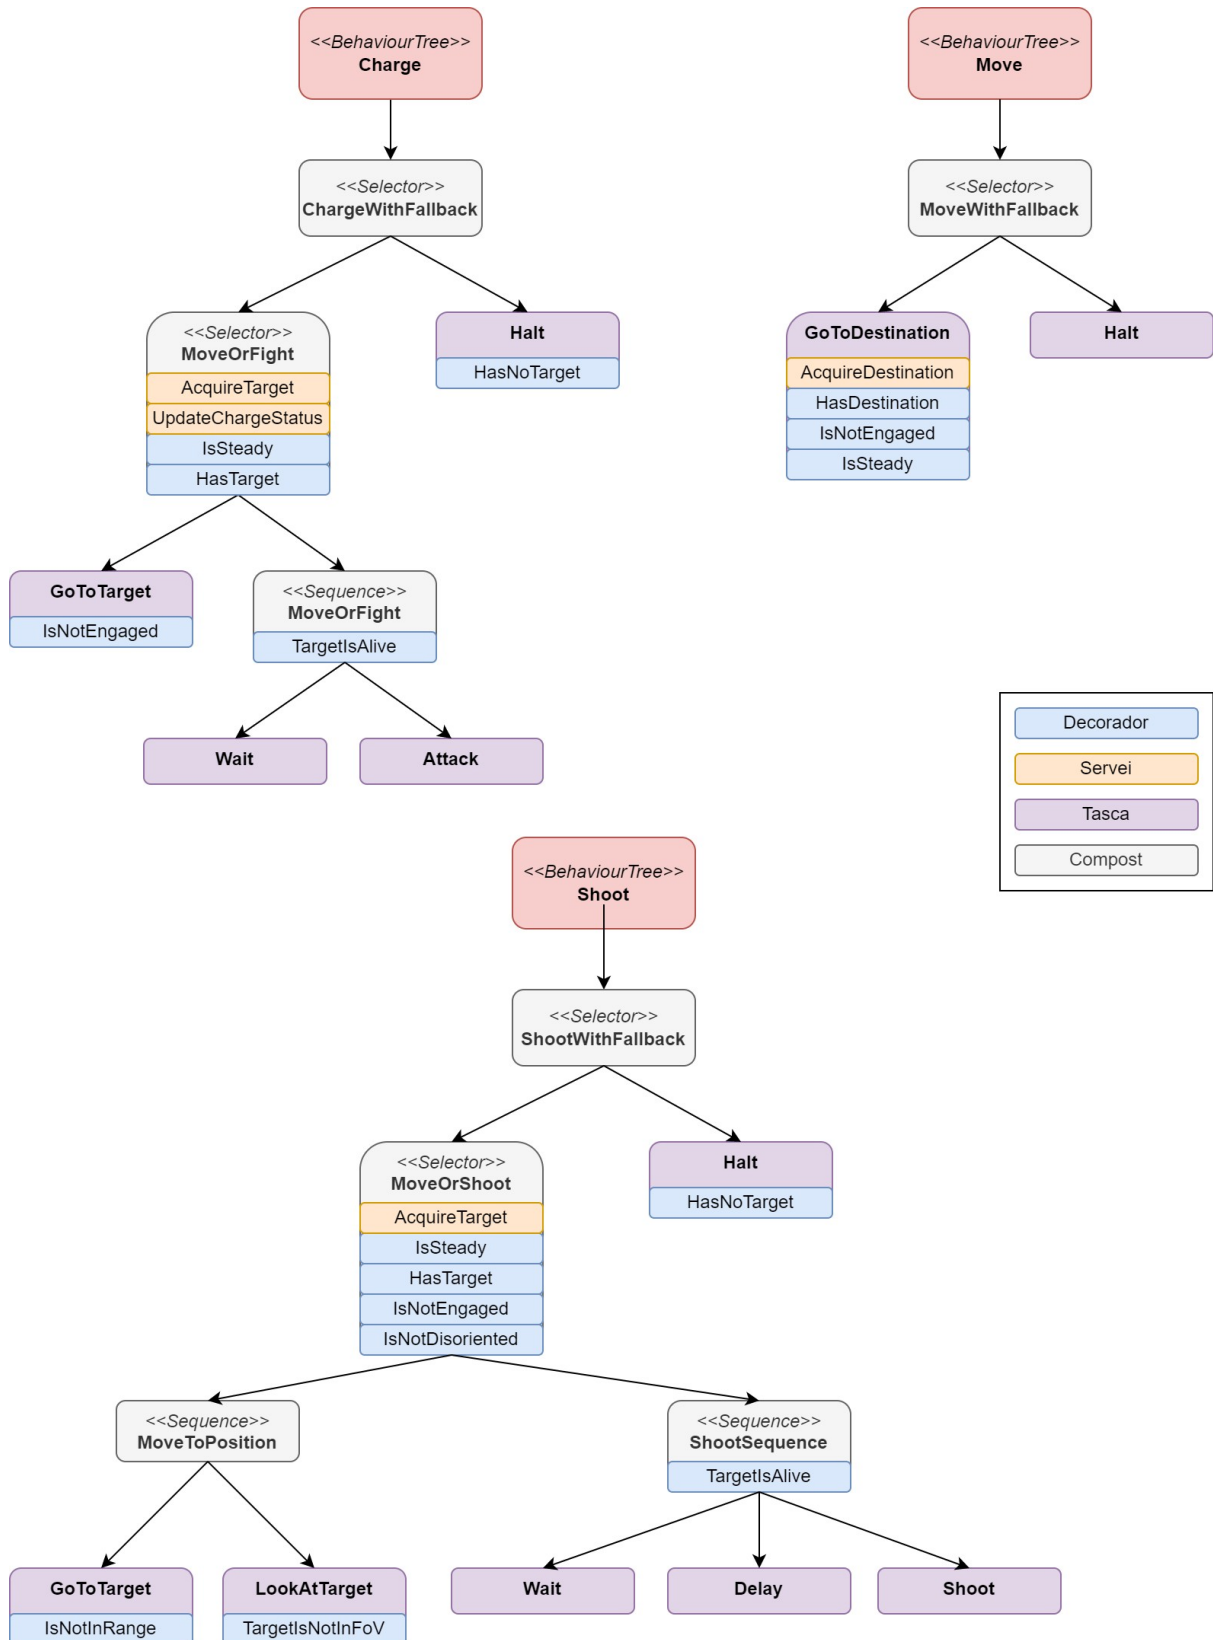 <<BehaviourTree>>
Charge
<<Selector>>
ChargeWithFallback
<<Selector>>
MoveOrFight
AcquireTarget
UpdateChargeStatus
IsSteady
HasTarget
Halt
HasNoTarget
GoToTarget
IsNotEngaged
<<Sequence>>
MoveOrFight
TargetIsAlive
Wait
Attack
<<BehaviourTree>>
Move
<<Selector>>
MoveWithFallback
GoToDestination
AcquireDestination
HasDestination
IsNotEngaged
IsSteady
Halt
Decorador
Servei
Tasca
Compost
<<BehaviourTree>>
Shoot
<<Selector>>
ShootWithFallback
<<Selector>>
MoveOrShoot
AcquireTarget
IsSteady
HasTarget
IsNotEngaged
IsNotDisoriented
Halt
HasNoTarget
<<Sequence>>
MoveToPosition
<<Sequence>>
ShootSequence
TargetIsAlive
GoToTarget
IsNotInRange
LookAtTarget
TargetIsNotInFoV
Wait
Delay
Shoot